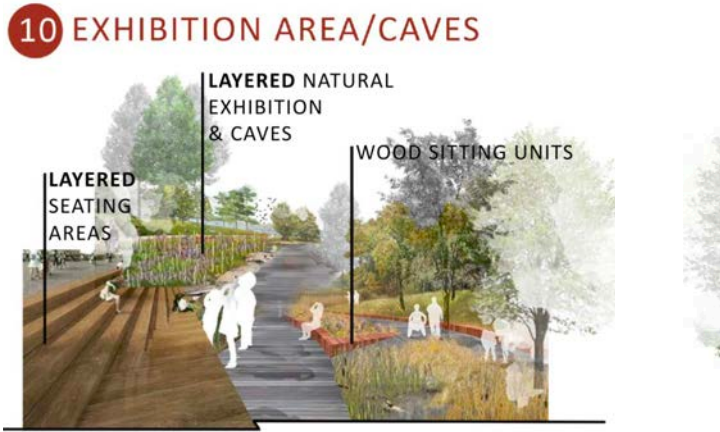 10 EXHIBITION AREA/CAVES
LAYERED NATURAL
EXHIBITION
& CAVES
WOOD SITTING UNITS
LAYERED
SEATING
AREAS